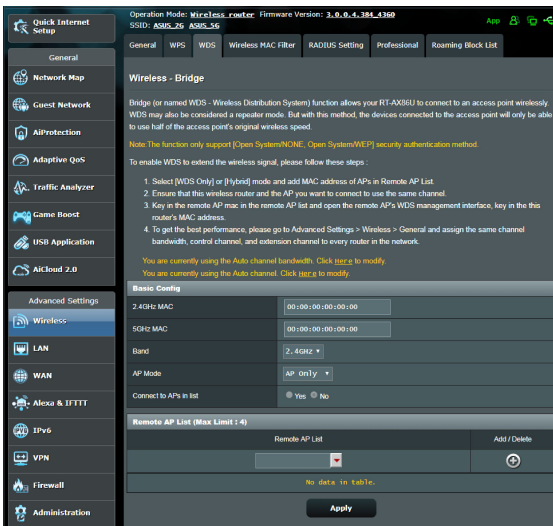 Quick Internet Setup
Operation Mode: Wireless router Firmware Version: 3.0.0.4.384_4360
SSID: ASUS_26 ASUS_5G
App
General
WPS
WDS
Wireless MAC Filter
RADIUS Setting
Professional
Roaming Block List
General
Network Map
Guest Network
AiProtection
Adaptive QoS
Traffic Analyzer
Game Boost
USB Application
AiCloud 2.0
Advanced Settings
Wireless
LAN
WAN
Alexa & IFTTT
IPv6
VPN
Firewall
Administration
Wireless - Bridge
Bridge (or named WDS - Wireless Distribution System) function allows your RT-AX86U to connect to an access point wirelessly.
WDS may also be considered a repeater mode. But with this method, the devices connected to the access point will only be able
to use half of the access point's original wireless speed.
Note:The function only support [Open System/NONE, Open System/WEP] security authentication method.
To enable WDS to extend the wireless signal, please follow these steps :
1. Select [WDS Only] or [Hybrid] mode and add MAC address of APs in Remote AP List.
2. Ensure that this wireless router and the AP you want to connect to use the same channel.
3. Key in the remote AP mac in the remote AP list and open the remote AP's WDS management interface, key in the this
router's MAC address.
4. To get the best performance, please go to Advanced Settings > Wireless > General and assign the same channel
bandwidth, control channel, and extension channel to every router in the network.
You are currently using the Auto channel bandwidth. Click Here to modify.
You are currently using the Auto channel. Click Here to modify.
Basic Config
2.4GHz MAC 00:00:00:00:00:00
5GHz MAC 00:00:00:00:00:00
Band 2.4GHz
AP Mode AP Only
Connect to APs in list Yes No
Remote AP List (Max Limit : 4)
Remote AP List Add / Delete
No data in table.
Apply